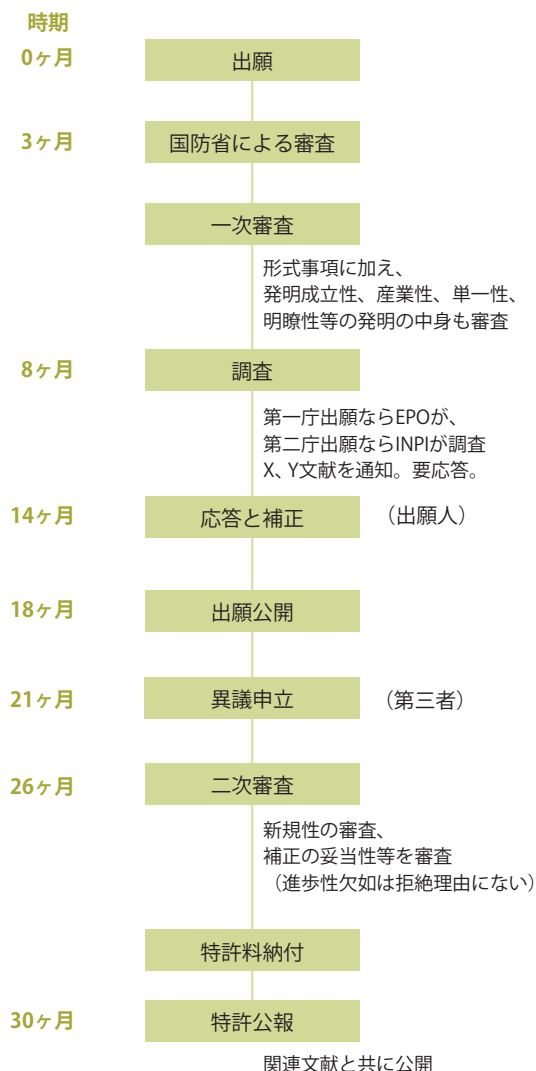 時期
0ヶ月
出願
3ヶ月
国防省による審査
一次審査
形式事項に加え、
発明成立性、産業性、単一性、
明瞭性等の発明の中身も審査
8ヶ月
調査
第一庁出願ならEPOが、
第二庁出願ならINPIが調査
X、Y文献を通知。要応答。
14ヶ月
応答と補正
（出願人）
18ヶ月
出願公開
21ヶ月
異議申立
（第三者）
26ヶ月
二次審査
新規性の審査、
補正の妥当性等を審査
（進歩性欠如は拒絶理由にない）
特許料納付
30ヶ月
特許公報
関連文献と共に公開